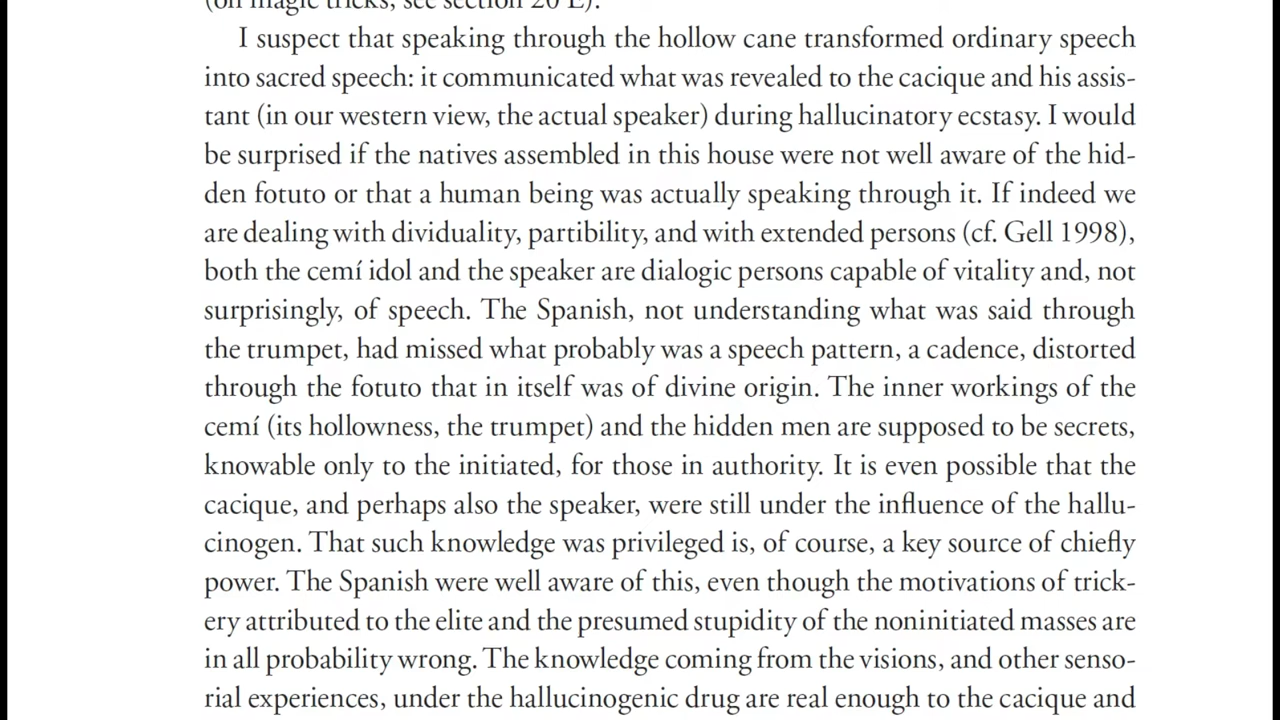 (on magic tricks, see section 20 E).
I suspect that speaking through the hollow cane transformed ordinary speech
into sacred speech: it communicated what was revealed to the cacique and his assis-
tant (in our western view, the actual speaker) during hallucinatory ecstasy. I would
be surprised if the natives assembled in this house were not well aware of the hid-
den fotuto or that a human being was actually speaking through it. If indeed we
are dealing with dividuality, partibility, and with extended persons (cf. Gell 1998),
both the cemí idol and the speaker are dialogic persons capable of vitality and, not
surprisingly, of speech. The Spanish, not understanding what was said through
the trumpet, had missed what probably was a speech pattern, a cadence, distorted
through the fotuto that in itself was of divine origin. The inner workings of the
cemí (its hollowness, the trumpet) and the hidden men are supposed to be secrets,
knowable only to the initiated, for those in authority. It is even possible that the
cacique, and perhaps also the speaker, were still under the influence of the hallu-
cinogen. That such knowledge was privileged is, of course, a key source of chiefly
power. The Spanish were well aware of this, even though the motivations of trick-
ery attributed to the elite and the presumed stupidity of the noninitiated masses are
in all probability wrong. The knowledge coming from the visions, and other senso-
rial experiences, under the hallucinogenic drug are real enough to the cacique and